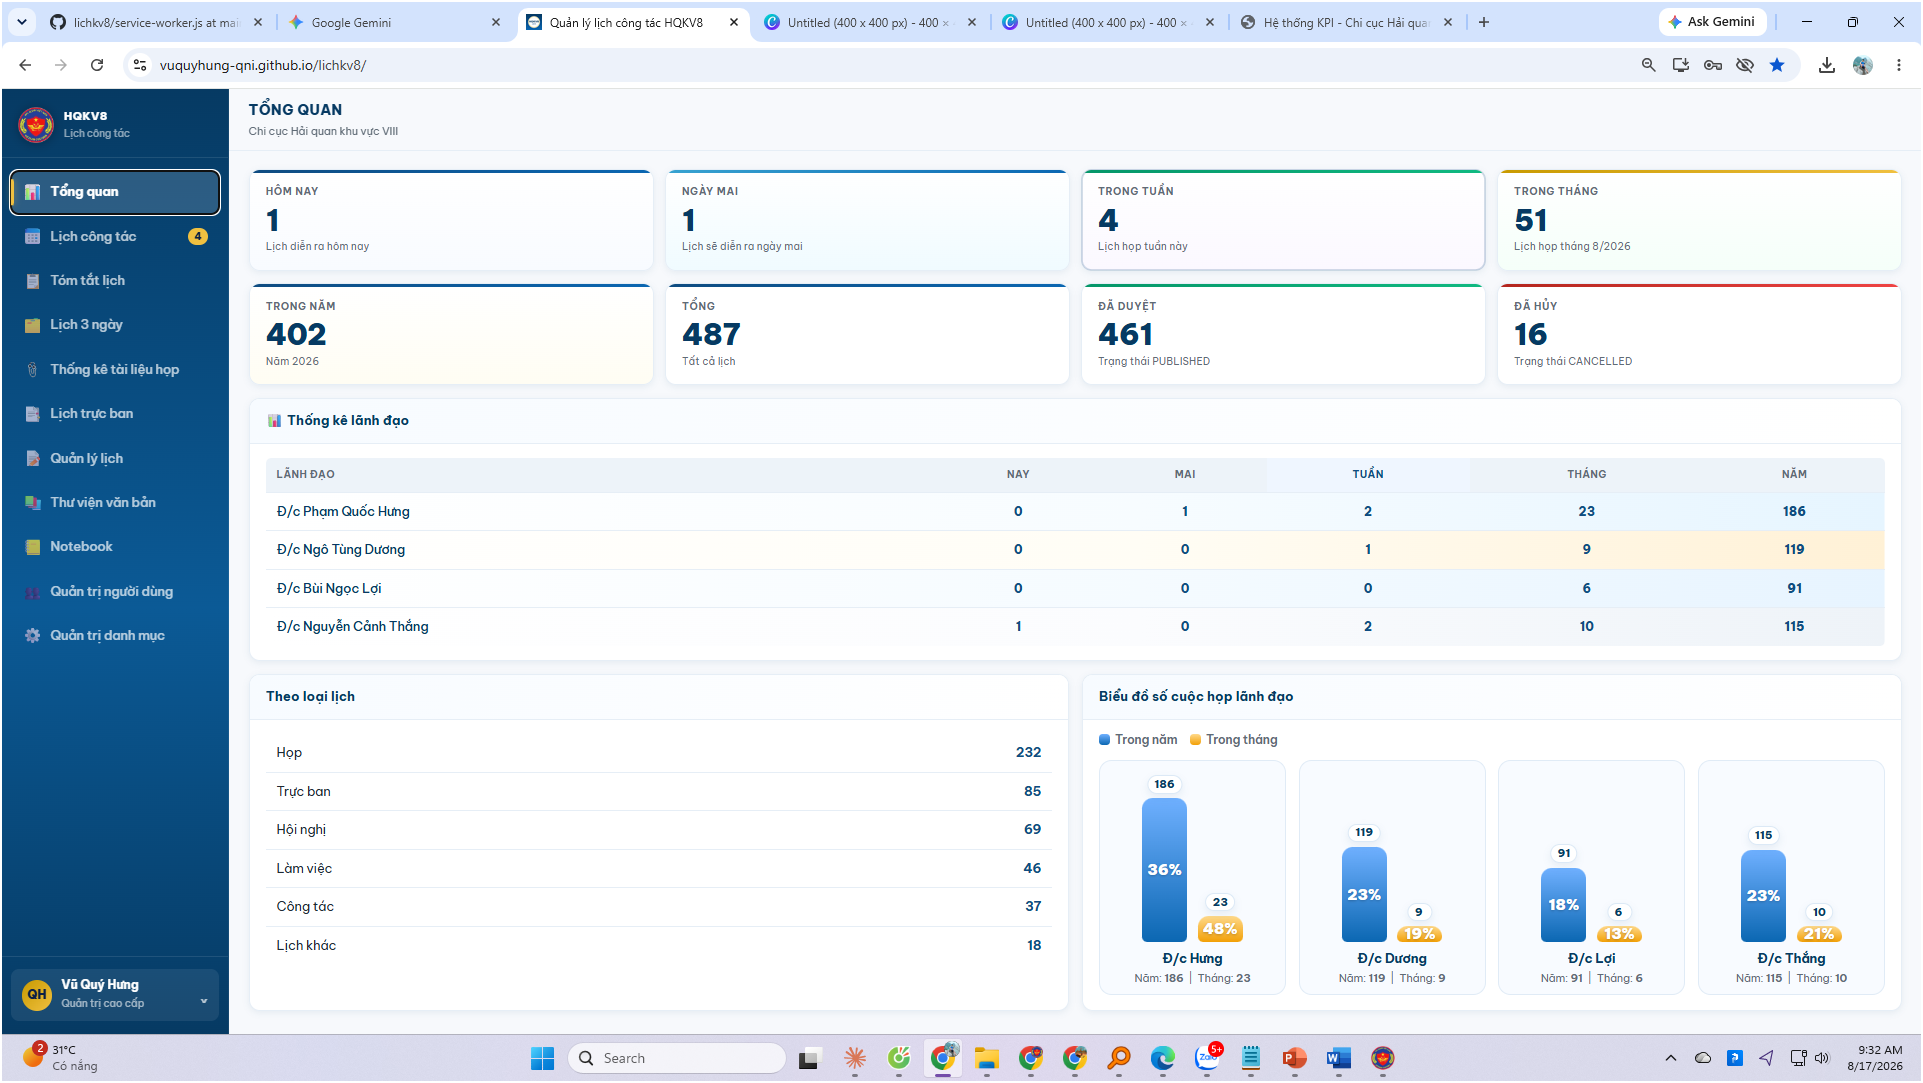 lichkv8/service-worker.js at mai
Google Gemini
Quản lý lịch công tác HQKV8
Untitled (400 x 400 px) - 400 ×
Untitled (400 x 400 px) - 400 ×
Hệ thống KPI - Chi cục Hải qua
Ask Gemini
vuquyhung-qni.github.io/lichkv8/
HQKV8
Lịch công tác
Tổng quan
Lịch công tác
4
Tóm tắt lịch
Lịch 3 ngày
Thống kê tài liệu họp
Lịch trực ban
Quản lý lịch
Thư viện văn bản
Notebook
Quản trị người dùng
Quản trị danh mục
QH
Vũ Quý Hưng
Quản trị cao cấp
TỔNG QUAN
Chi cục Hải quan khu vực VIII
HÔM NAY
1
Lịch diễn ra hôm nay
NGÀY MAI
1
Lịch sẽ diễn ra ngày mai
TRONG TUẦN
4
Lịch họp tuần này
TRONG THÁNG
51
Lịch họp tháng 8/2026
TRONG NĂM
402
Năm 2026
TỔNG
487
Tất cả lịch
ĐÃ DUYỆT
461
Trạng thái PUBLISHED
ĐÃ HỦY
16
Trạng thái CANCELLED
Thống kê lãnh đạo
LÃNH ĐẠO NAY MAI TUẦN THÁNG NĂM
Đ/c Phạm Quốc Hưng 0 1 2 23 186
Đ/c Ngô Tùng Dương 0 0 1 9 119
Đ/c Bùi Ngọc Lợi 0 0 0 6 91
Đ/c Nguyễn Cảnh Thắng 1 0 2 10 115
Theo loại lịch
Họp 232
Trực ban 85
Hội nghị 69
Làm việc 46
Công tác 37
Lịch khác 18
Biểu đồ số cuộc họp lãnh đạo
Trong năm Trong tháng
186
36%
23
48%
Đ/c Hưng
Năm: 186 | Tháng: 23
119
23%
9
19%
Đ/c Dương
Năm: 119 | Tháng: 9
91
18%
6
13%
Đ/c Lợi
Năm: 91 | Tháng: 6
115
23%
10
21%
Đ/c Thắng
Năm: 115 | Tháng: 10
2
31°C
Có nắng
Search
Zalo
5+
9:32 AM
8/17/2026